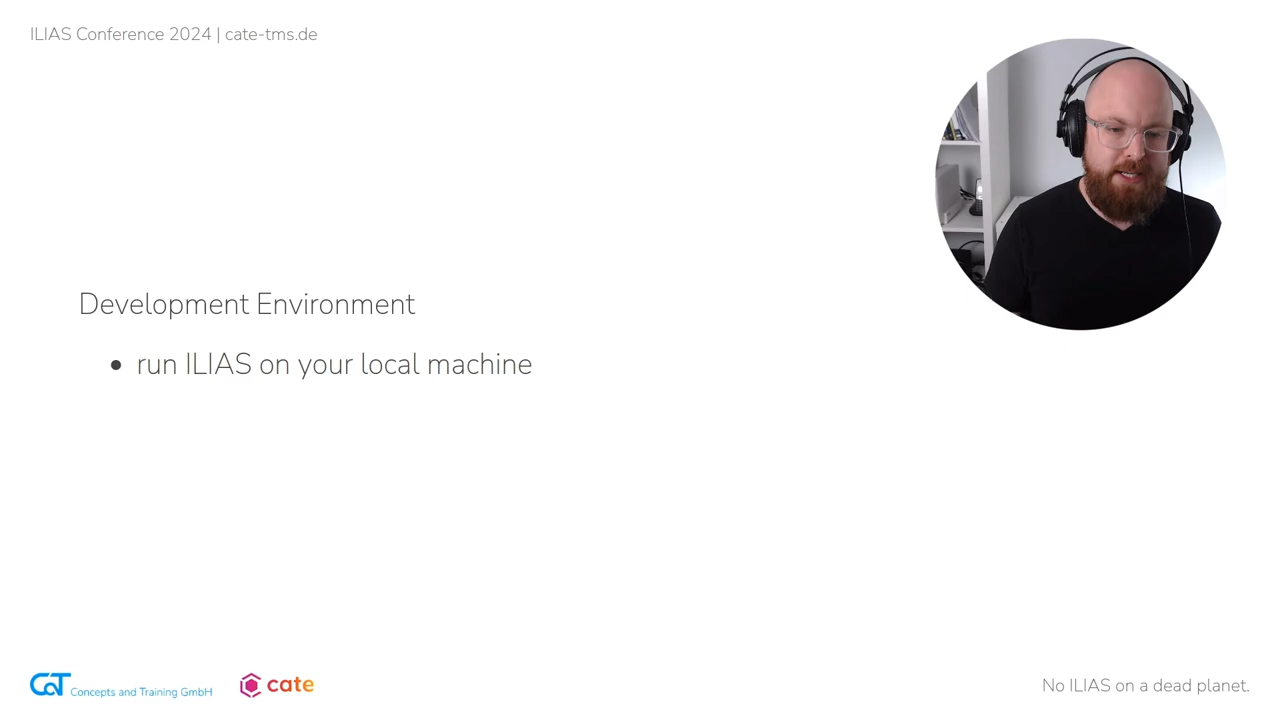 ILIAS Conference 2024 | cate-tms.de
Development Environment
• run ILIAS on your local machine
CaT Concepts and Training GmbH
cate
No ILIAS on a dead planet.